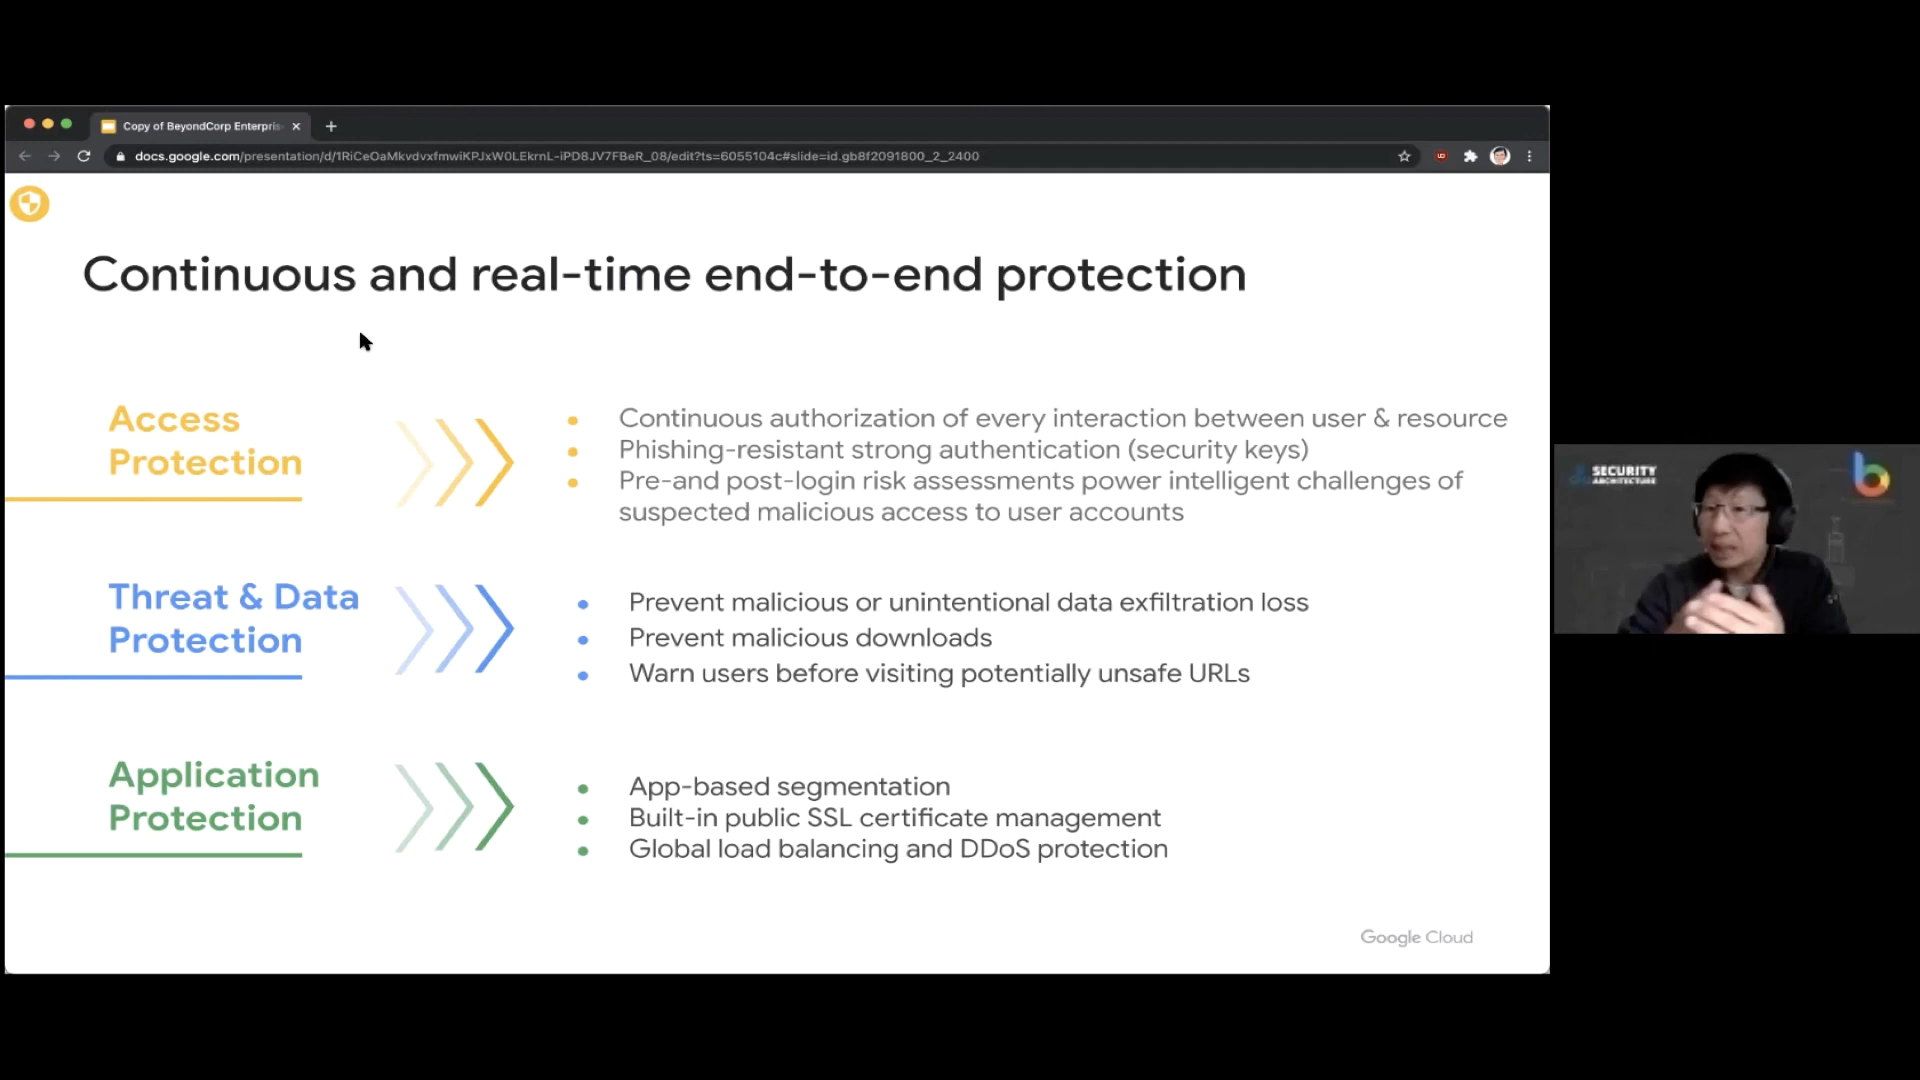 Copy of BeyondCorp Enterpris
docs.google.com/presentation/d/1RiCeOaMkvdvxfmwiKPJxW0LEkrnL-iPD8JV7FBeR_08/edit?ts=6055104c#slide=id.gb8f2091800_2_2400
Continuous and real-time end-to-end protection
Access
Protection
Continuous authorization of every interaction between user & resource
Phishing-resistant strong authentication (security keys)
Pre-and post-login risk assessments power intelligent challenges of
suspected malicious access to user accounts
Threat & Data
Protection
Prevent malicious or unintentional data exfiltration loss
Prevent malicious downloads
Warn users before visiting potentially unsafe URLs
Application
Protection
App-based segmentation
Built-in public SSL certificate management
Global load balancing and DDoS protection
Google Cloud
SECURITY
ARCHITECTURE
b